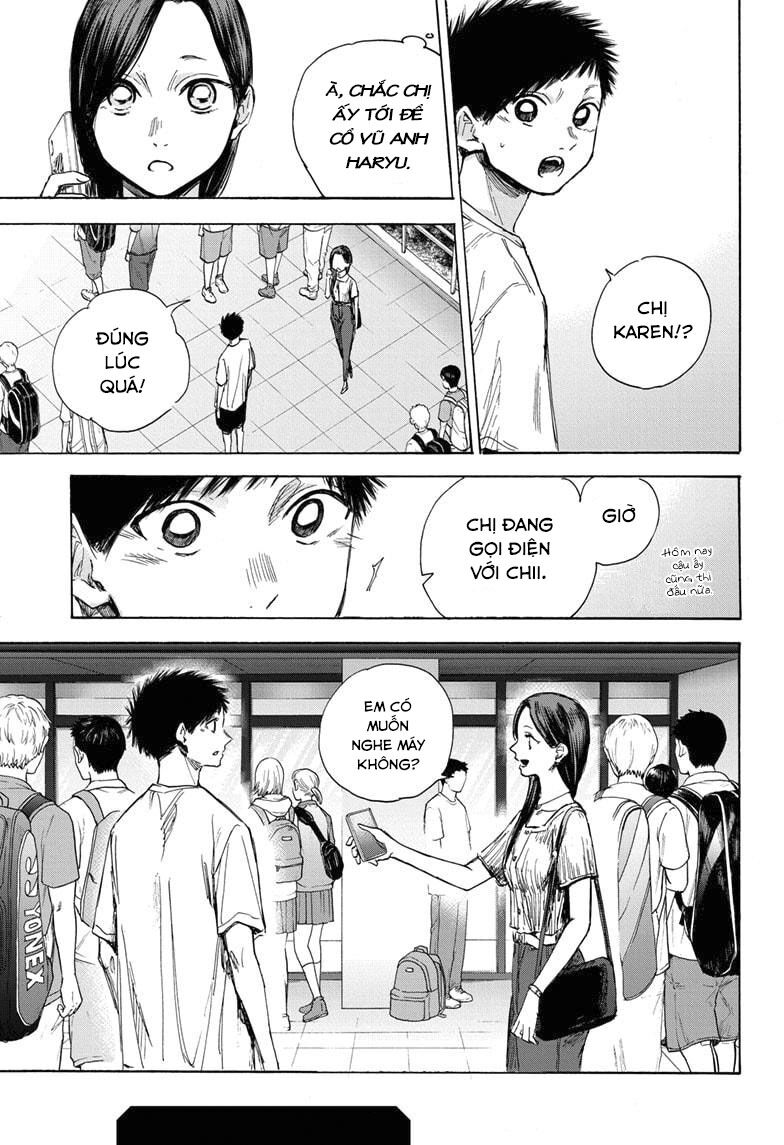 CHỊ
KAREN!?
À, CHẮC CHỊ
ẤY TỚI ĐỂ
CỔ VŨ ANH
HARYU.
ĐÚNG
LÚC
QUÁ!
Hôm nay
cậu ấy
cũng thi
đấu nữa.
GIỜ
CHỊ ĐANG
GỌI ĐIỆN
VỚI CHII.
EM CÓ
MUỐN
NGHE MÁY
KHÔNG?
YONEX